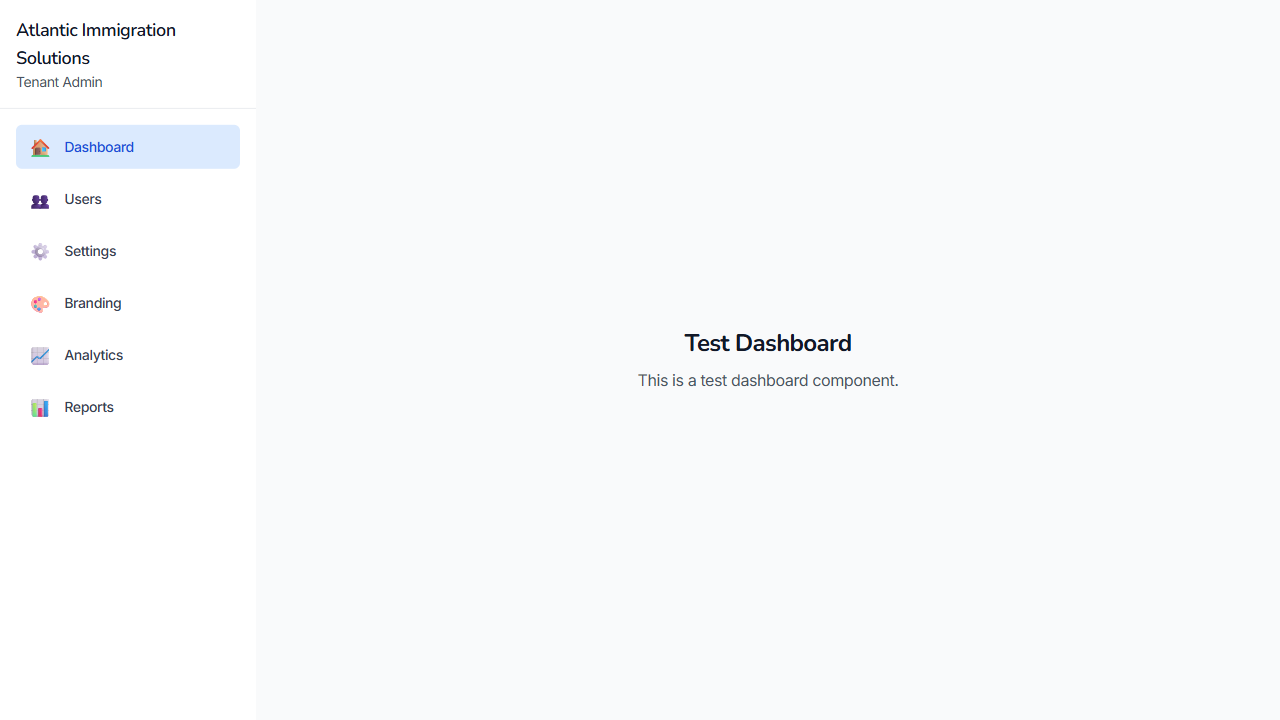 Atlantic Immigration
Solutions
Tenant Admin
Dashboard
Users
Settings
Branding
Analytics
Reports
Test Dashboard
This is a test dashboard component.